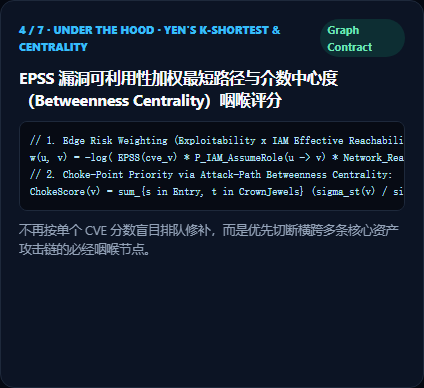 4 / 7 · UNDER THE HOOD · YEN'S K-SHORTEST &
CENTRALITY
Graph
Contract
EPSS 漏洞可利用性加权最短路径与介数中心度
（Betweenness Centrality）咽喉评分
// 1. Edge Risk Weighting (Exploitability x IAM Effective Reachabili
w(u, v) = -log( EPSS(cve_v) * P_IAM_AssumeRole(u -> v) * Network_Rea
// 2. Choke-Point Priority via Attack-Path Betweenness Centrality:
ChokeScore(v) = sum_{s in Entry, t in CrownJewels} (sigma_st(v) / si
不再按单个 CVE 分数盲目排队修补，而是优先切断横跨多条核心资产
攻击链的必经咽喉节点。